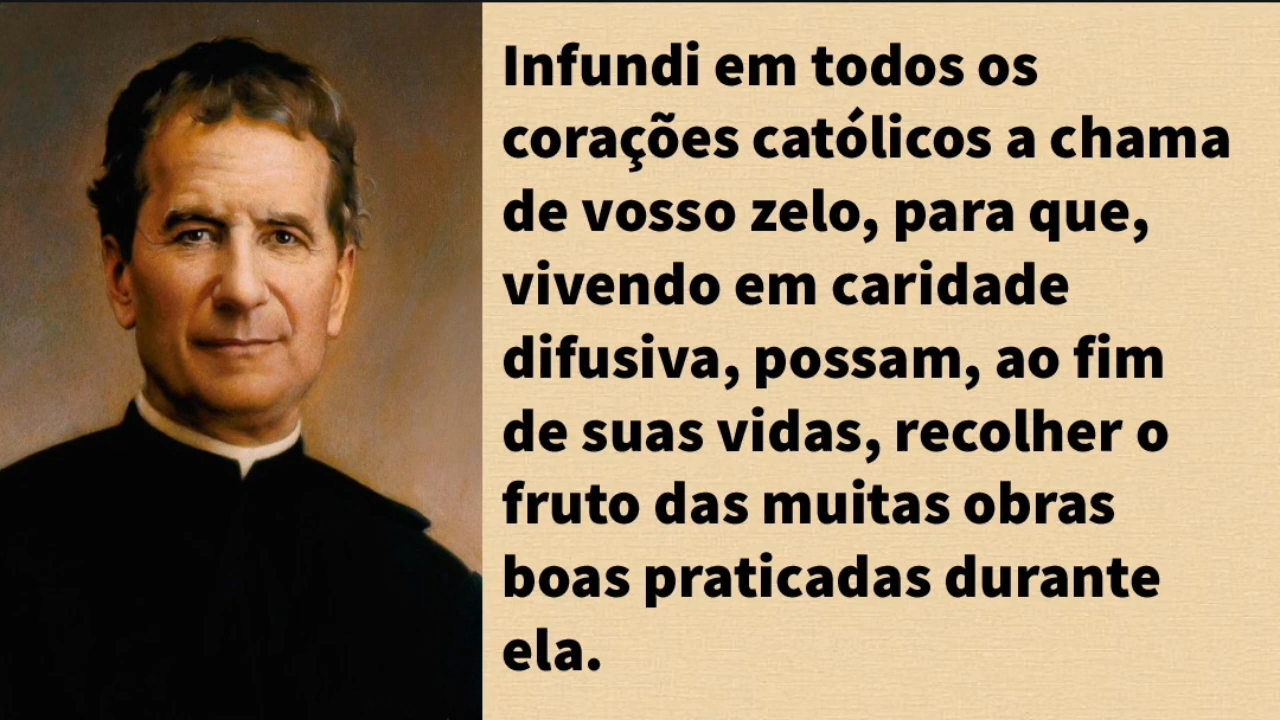 Infundi em todos os
corações católicos a chama
de vosso zelo, para que,
vivendo em caridade
difusiva, possam, ao fim
de suas vidas, recolher o
fruto das muitas obras
boas praticadas durante
ela.